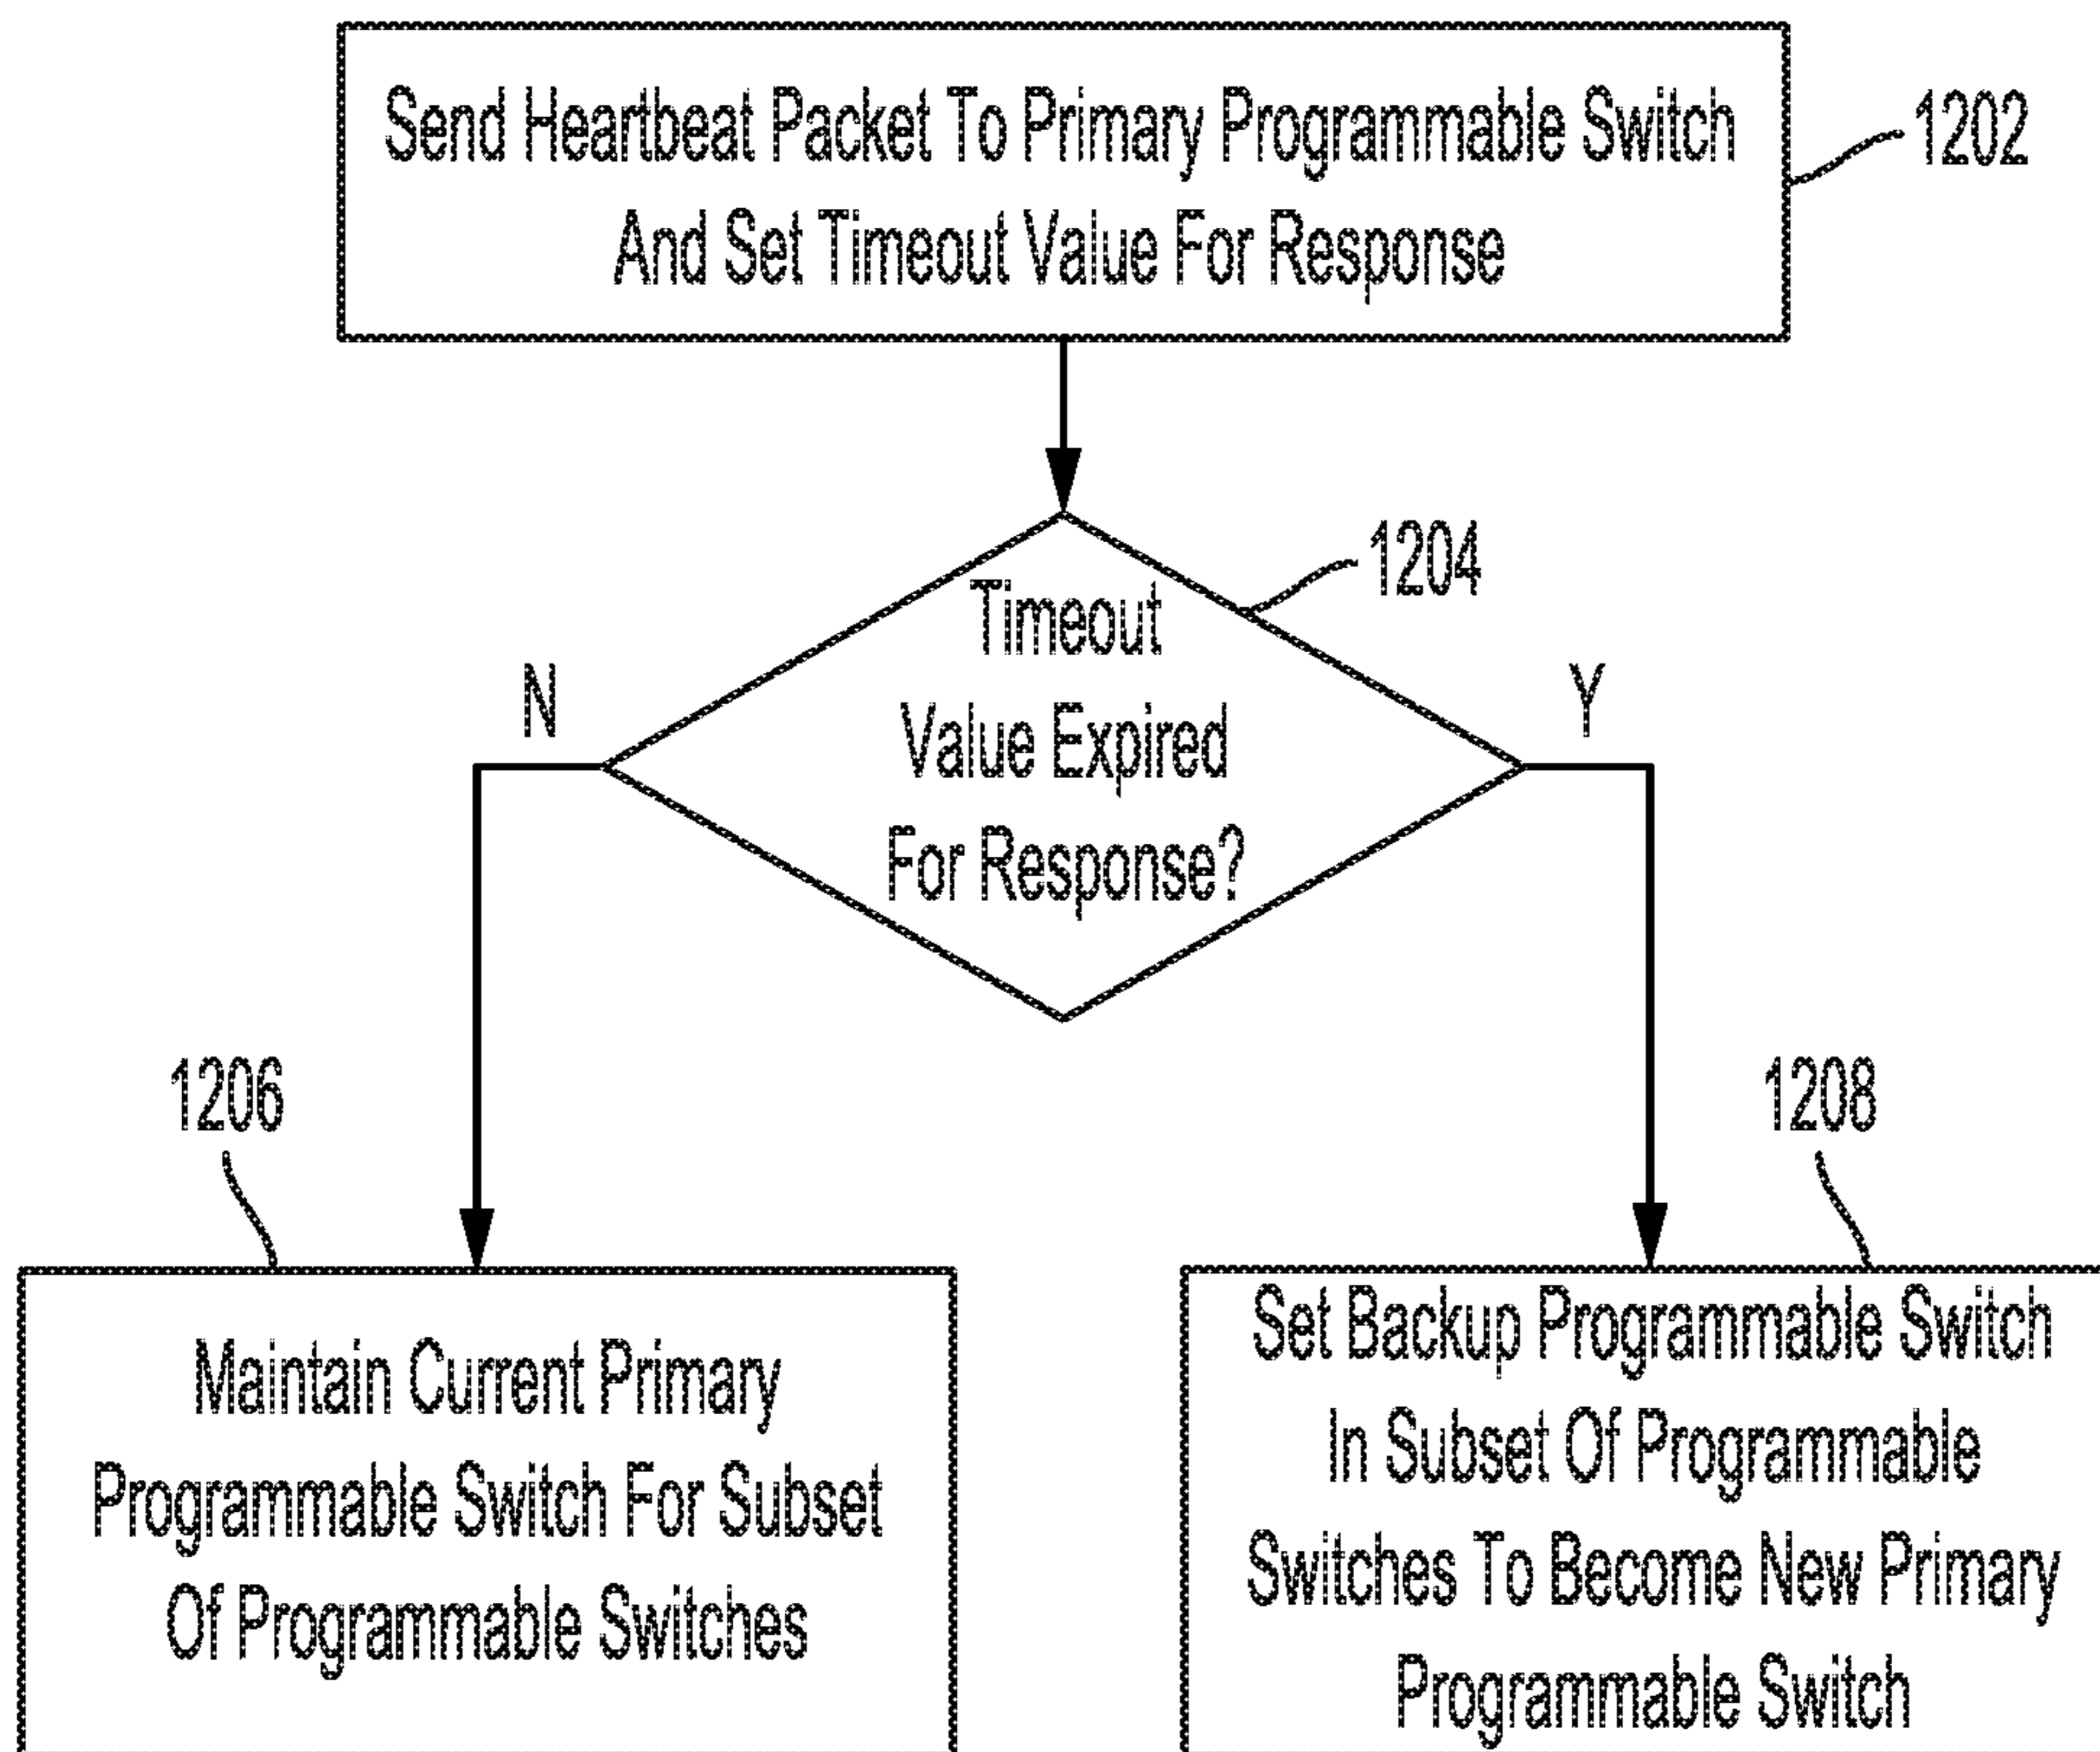 Send Heartbeat Packet To Primary Programmable Switch
And Set Timeout Value For Response
1202
1204
Timeout
Value Expired
For Response?
N
Y
1206
Maintain Current Primary
Programmable Switch For Subset
Of Programmable Switches
1208
Set Backup Programmable Switch
In Subset Of Programmable
Switches To Become New Primary
Programmable Switch